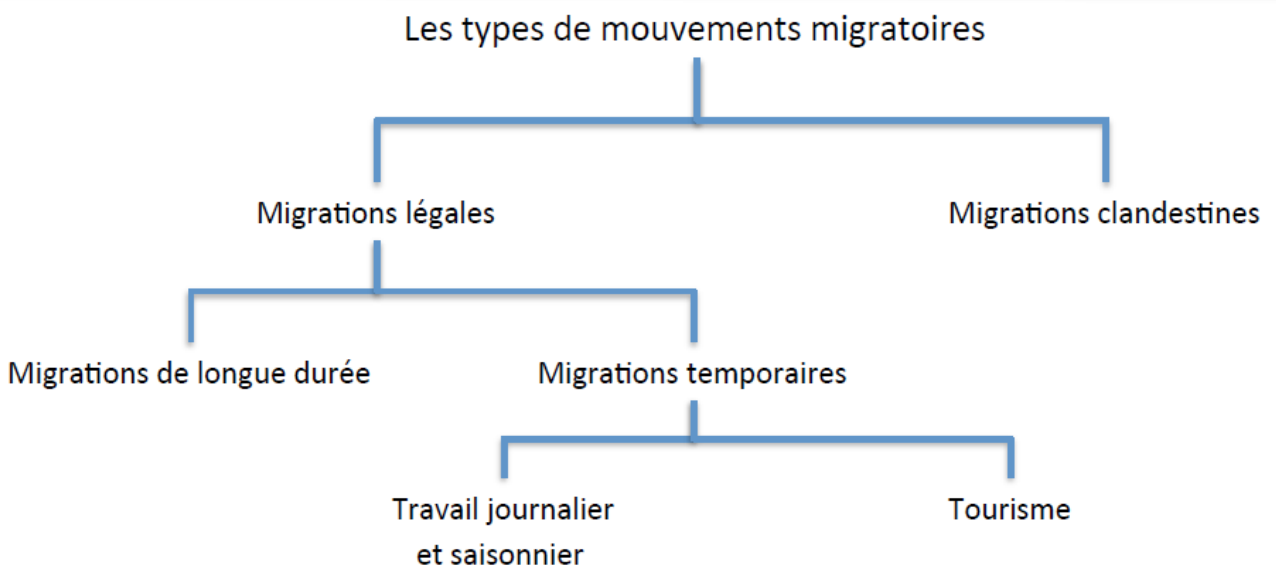 Les types de mouvements migratoires
Migrations légales
Migrations clandestines
Migrations de longue durée
Migrations temporaires
Travail journalier
et saisonnier
Tourisme